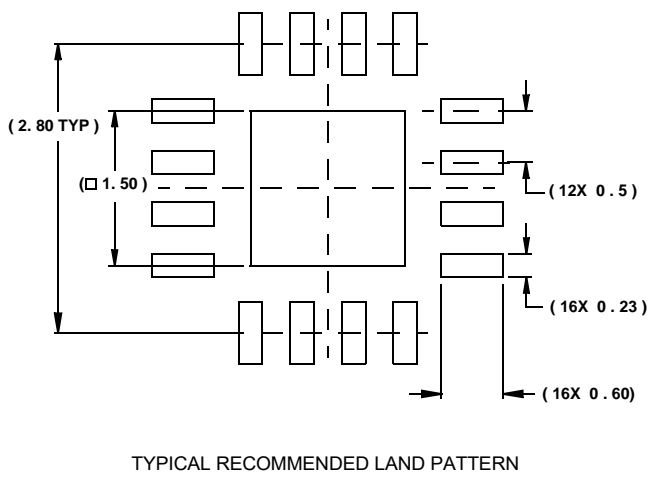 ( 2. 80 TYP )
(□ 1. 50 )
( 12X 0 . 5 )
( 16X 0 . 23 )
( 16X 0 . 60)
TYPICAL RECOMMENDED LAND PATTERN